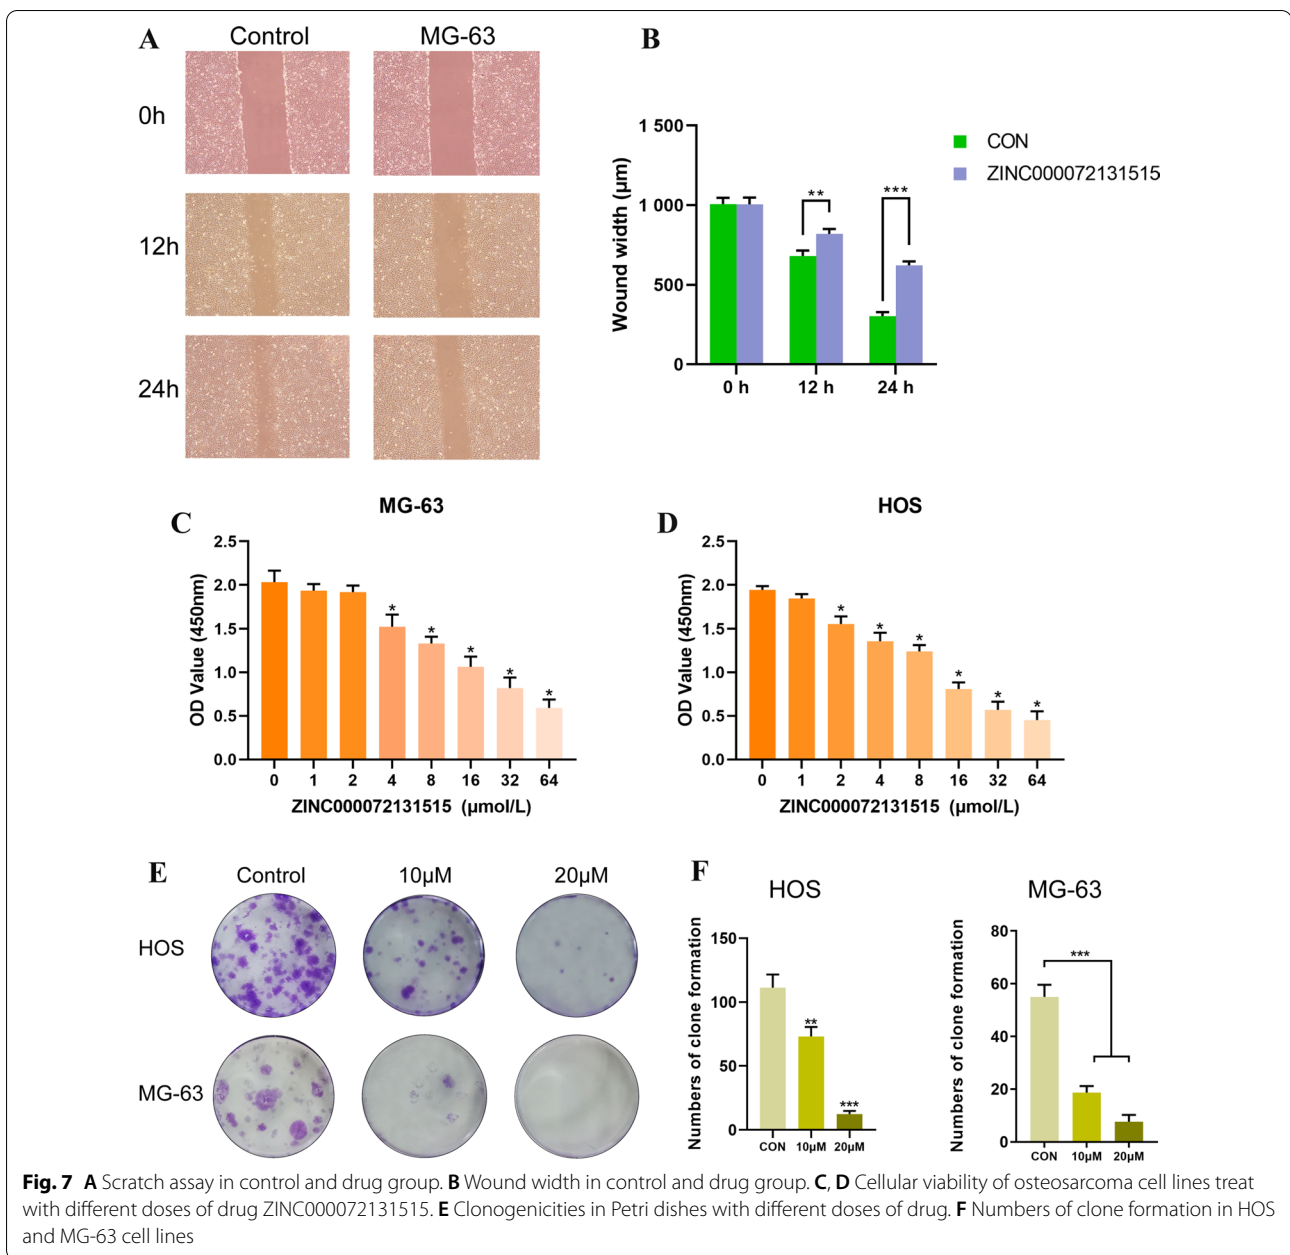 A
Control
MG-63
0h
12h
24h
B
Wound width (μm)
1 500
1 000
500
0
**
***
0 h
12 h
24 h
CON
ZINC000072131515
C
MG-63
OD Value (450nm)
2.5
2.0
1.5
1.0
0.5
0.0
*
*
*
*
*
0 1 2 4 8 16 32 64
ZINC000072131515 (μmol/L)
D
HOS
OD Value (450nm)
2.5
2.0
1.5
1.0
0.5
0.0
*
*
*
*
*
*
0 1 2 4 8 16 32 64
ZINC000072131515 (μmol/L)
E
Control
10μM
20μM
HOS
MG-63
F
HOS
Numbers of clone formation
150
100
50
0
**
***
CON 10μM 20μM
MG-63
Numbers of clone formation
80
60
40
20
0
***
CON 10μM 20μM
Fig. 7 A Scratch assay in control and drug group. B Wound width in control and drug group. C, D Cellular viability of osteosarcoma cell lines treat
with different doses of drug ZINC000072131515. E Clonogenicities in Petri dishes with different doses of drug. F Numbers of clone formation in HOS
and MG-63 cell lines